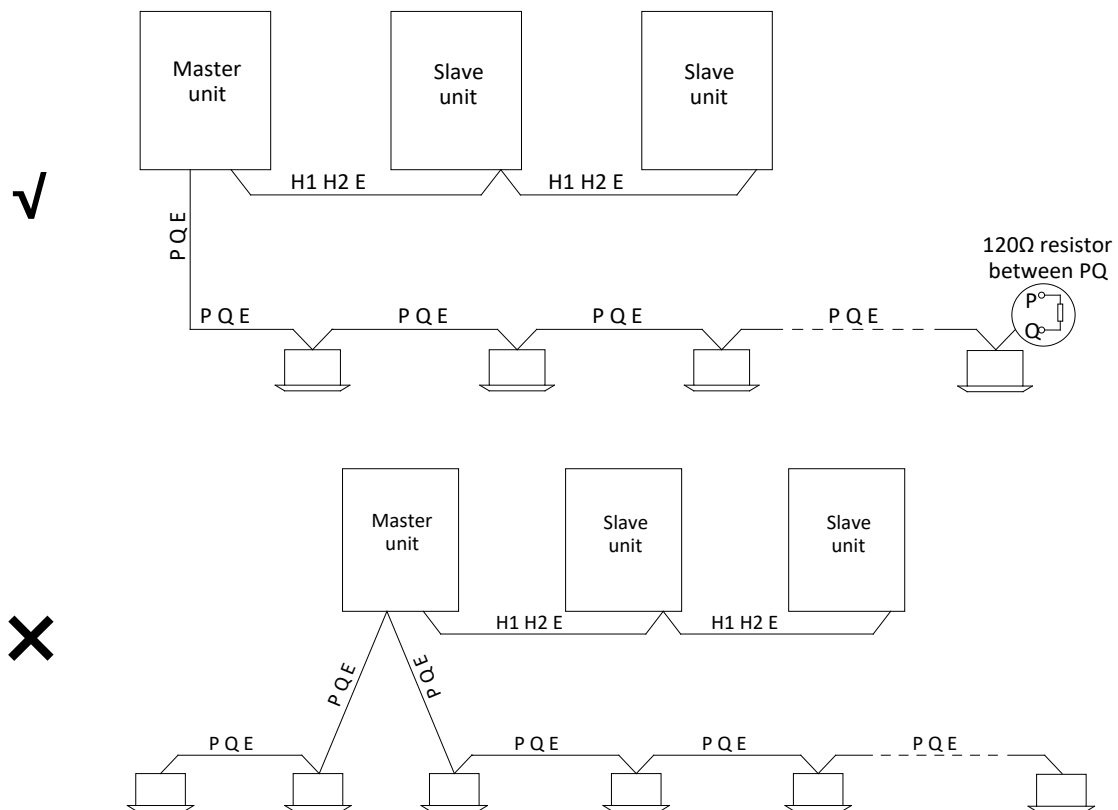 Master
unit
Slave
unit
Slave
unit
H1 H2 E
H1 H2 E
√
P Q E
120Ω resistor
between PQ
P
Q
P Q E
P Q E
P Q E
P Q E
Master
unit
Slave
unit
Slave
unit
H1 H2 E
H1 H2 E
P Q E
P Q E
P Q E
P Q E
P Q E
P Q E